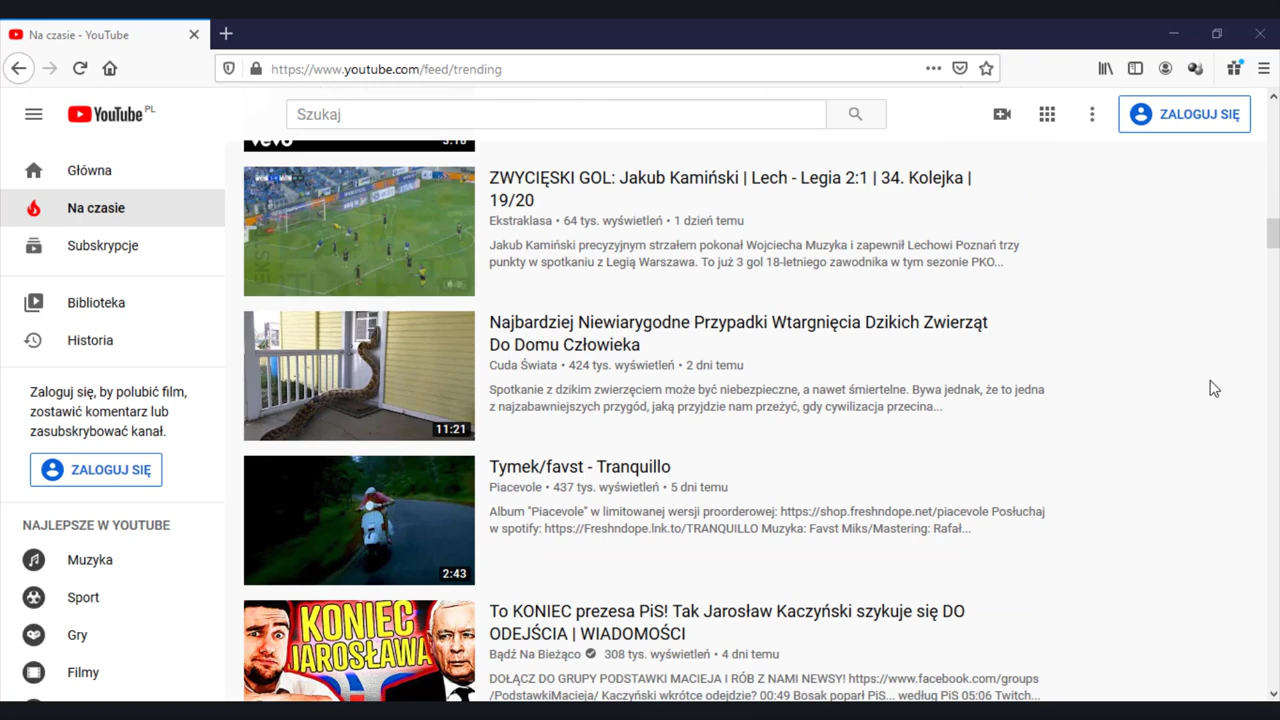 Na czasie - YouTube
https://www.youtube.com/feed/trending
YouTube PL
Szukaj
ZALOGUJ SIĘ
Główna
Na czasie
Subskrypcje
Biblioteka
Historia
Zaloguj się, by polubić film,
zostawić komentarz lub
zasubskrybować kanał.
ZALOGUJ SIĘ
NAJLEPSZE W YOUTUBE
Muzyka
Sport
Gry
Filmy
vevo
3:18
ZWYCIĘSKI GOL: Jakub Kamiński | Lech - Legia 2:1 | 34. Kolejka |
19/20
Ekstraklasa • 64 tys. wyświetleń • 1 dzień temu
Jakub Kamiński precyzyjnym strzałem pokonał Wojciecha Muzyka i zapewnił Lechowi Poznań trzy
punkty w spotkaniu z Legią Warszawa. To już 3 gol 18-letniego zawodnika w tym sezonie PKO...
11:21
Najbardziej Niewiarygodne Przypadki Wtargnięcia Dzikich Zwierząt
Do Domu Człowieka
Cuda Świata • 424 tys. wyświetleń • 2 dni temu
Spotkanie z dzikim zwierzęciem może być niebezpieczne, a nawet śmiertelne. Bywa jednak, że to jedna
z najzabawniejszych przygód, jaką przyjdzie nam przeżyć, gdy cywilizacja przecina...
2:43
Tymek/favst - Tranquillo
Piacevole • 437 tys. wyświetleń • 5 dni temu
Album "Piacevole" w limitowanej wersji proorderowej: https://shop.freshndope.net/piacevole Posłuchaj
w spotify: https://Freshndope.lnk.to/TRANQUILLO Muzyka: Favst Miks/Mastering: Rafał...
KONIEC
JAROSŁAWA
To KONIEC prezesa PiS! Tak Jarosław Kaczyński szykuje się DO
ODEJŚCIA | WIADOMOŚCI
Bądź Na Bieżąco 308 tys. wyświetleń • 4 dni temu
DOŁĄCZ DO GRUPY PODSTAWKI MACIEJA I RÓB Z NAMI NEWSY! https://www.facebook.com/groups
/PodstawkiMacieja/ Kaczyński wkrótce odejdzie? 00:49 Bosak poparł PiS... według PiS 05:06 Twitch...